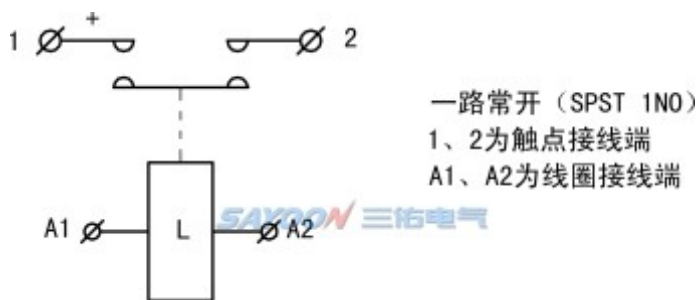 1 + 2
一路常开（SPST 1NO）
1、2为触点接线端
A1、A2为线圈接线端
A1 L SAYOON 三佑电气 A2